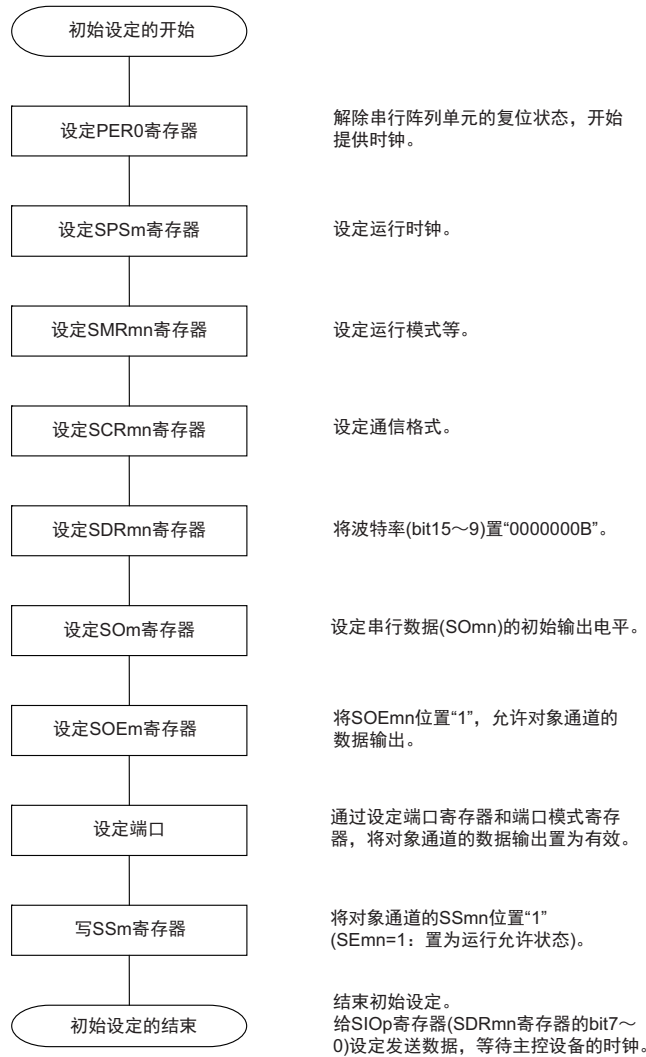 初始设定的开始
设定PER0寄存器
解除串行阵列单元的复位状态，开始
提供时钟。
设定SPSm寄存器
设定运行时钟。
设定SMRmn寄存器
设定运行模式等。
设定SCRmn寄存器
设定通信格式。
设定SDRmn寄存器
将波特率(bit15～9)置“0000000B”。
设定SOm寄存器
设定串行数据(SOmn)的初始输出电平。
设定SOEm寄存器
将SOEmn位置“1”，允许对象通道的
数据输出。
设定端口
通过设定端口寄存器和端口模式寄存
器，将对象通道的数据输出置为有效。
写SSm寄存器
将对象通道的SSmn位置“1”
(SEmn=1：置为运行允许状态)。
初始设定的结束
结束初始设定。
给SIOp寄存器(SDRmn寄存器的bit7～
0)设定发送数据，等待主控设备的时钟。